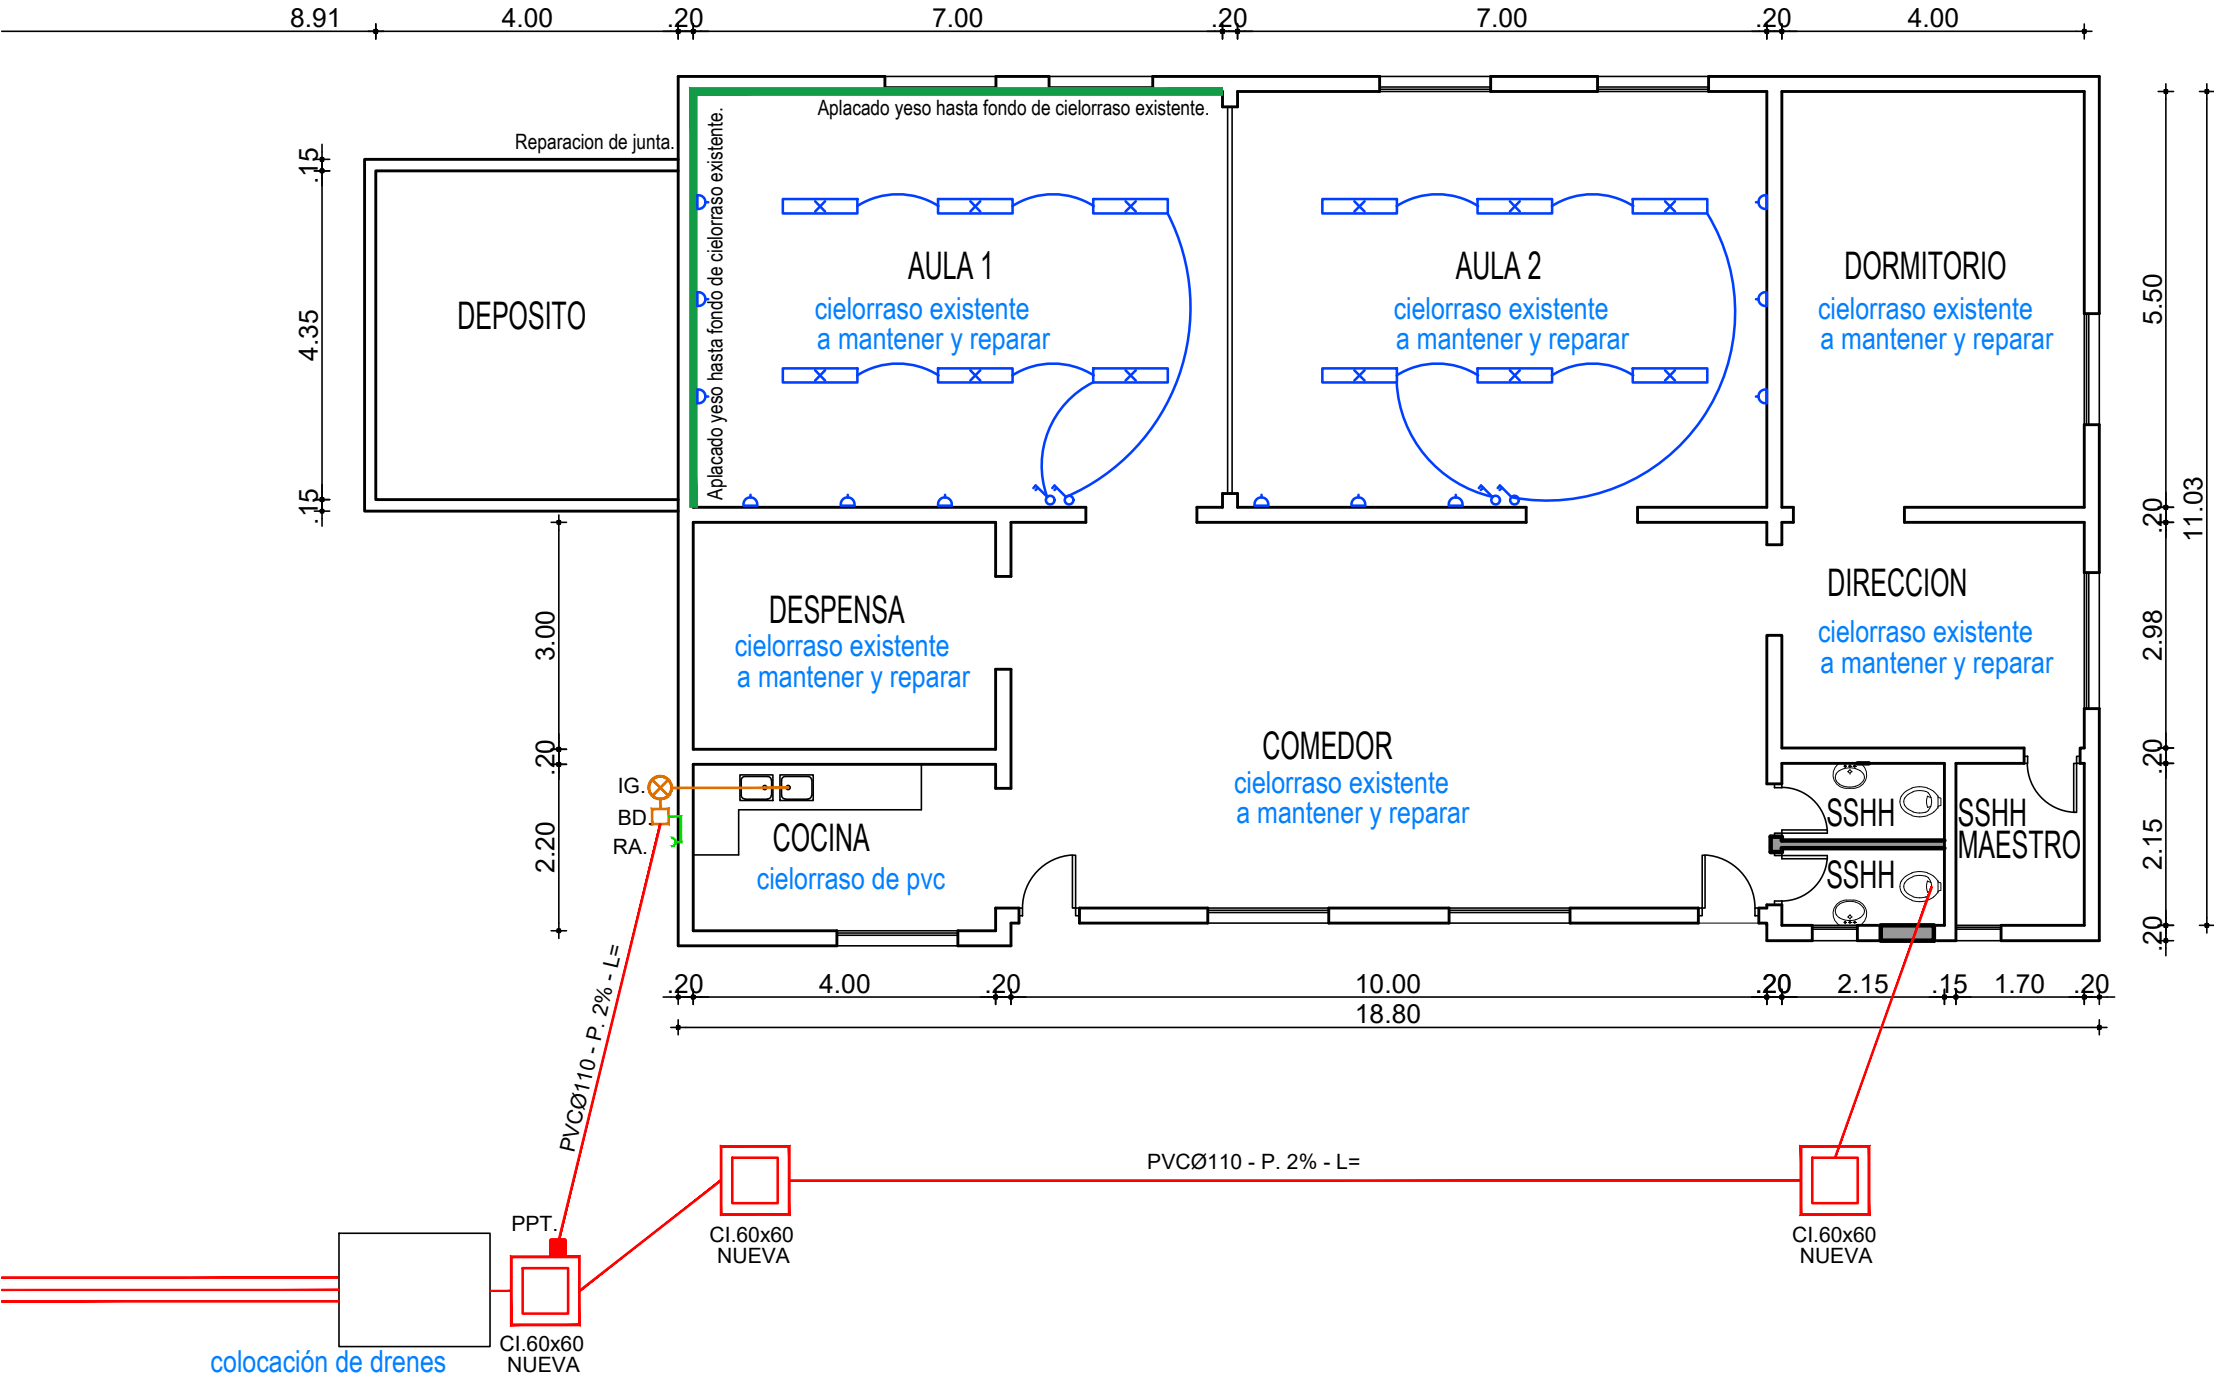 8.91 4.00 .20 7.00 .20 7.00 .20 4.00
Aplacado yeso hasta fondo de cielorraso existente.
Aplacado yeso hasta fondo de cielorraso existente.
Reparacion de junta.
.15
4.35
.15
DEPOSITO
AULA 1
cielorraso existente
a mantener y reparar
AULA 2
cielorraso existente
a mantener y reparar
DORMITORIO
cielorraso existente
a mantener y reparar
5.50
.20
11.03
2.98
.20
2.15
.20
DESPENSA
cielorraso existente
a mantener y reparar
DIRECCION
cielorraso existente
a mantener y reparar
3.00
.20
2.20
COMEDOR
cielorraso existente
a mantener y reparar
IG.
BD.
RA.
COCINA
cielorraso de pvc
SSHH
SSHH
SSHH
MAESTRO
.20 4.00 .20 10.00 .20 2.15 .15 1.70 .20
18.80
PVCØ110 - P. 2% - L=
PVCØ110 - P. 2% - L=
PPT.
CI.60x60
NUEVA
CI.60x60
NUEVA
CI.60x60
NUEVA
colocación de drenes